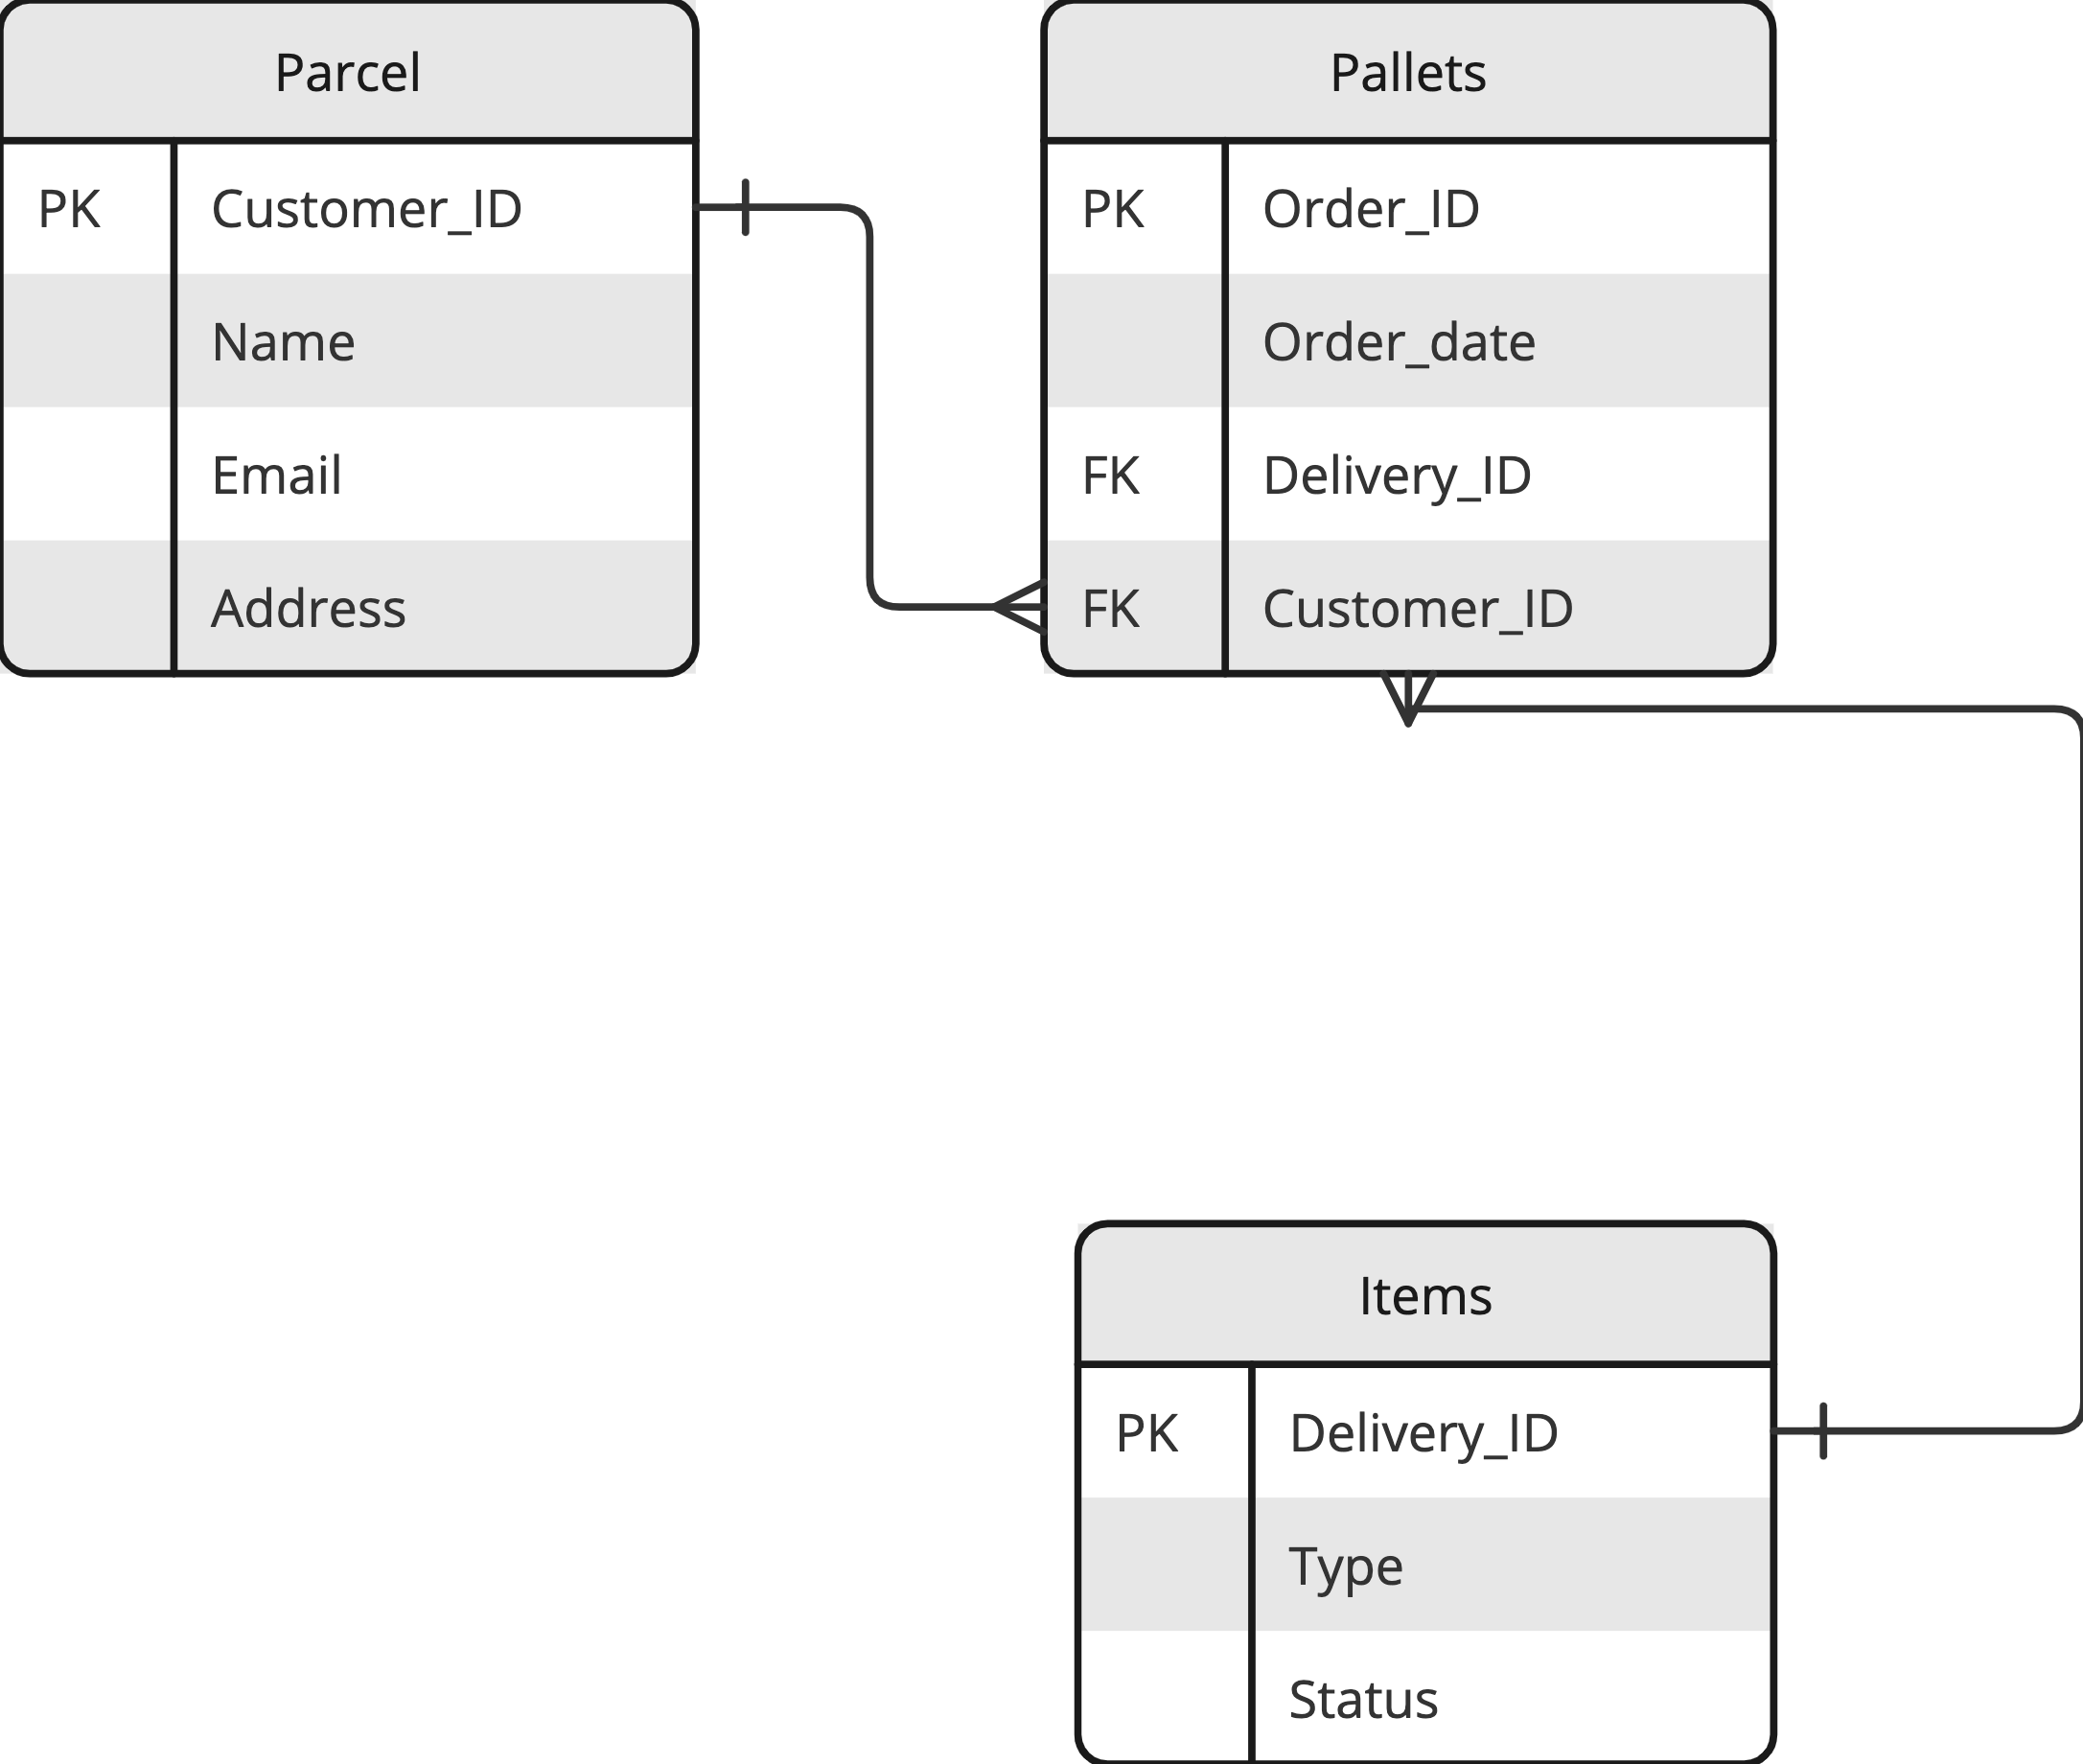 Parcel
PK Customer_ID
Name
Email
Address
Pallets
PK Order_ID
Order_date
FK Delivery_ID
FK Customer_ID
Items
PK Delivery_ID
Type
Status